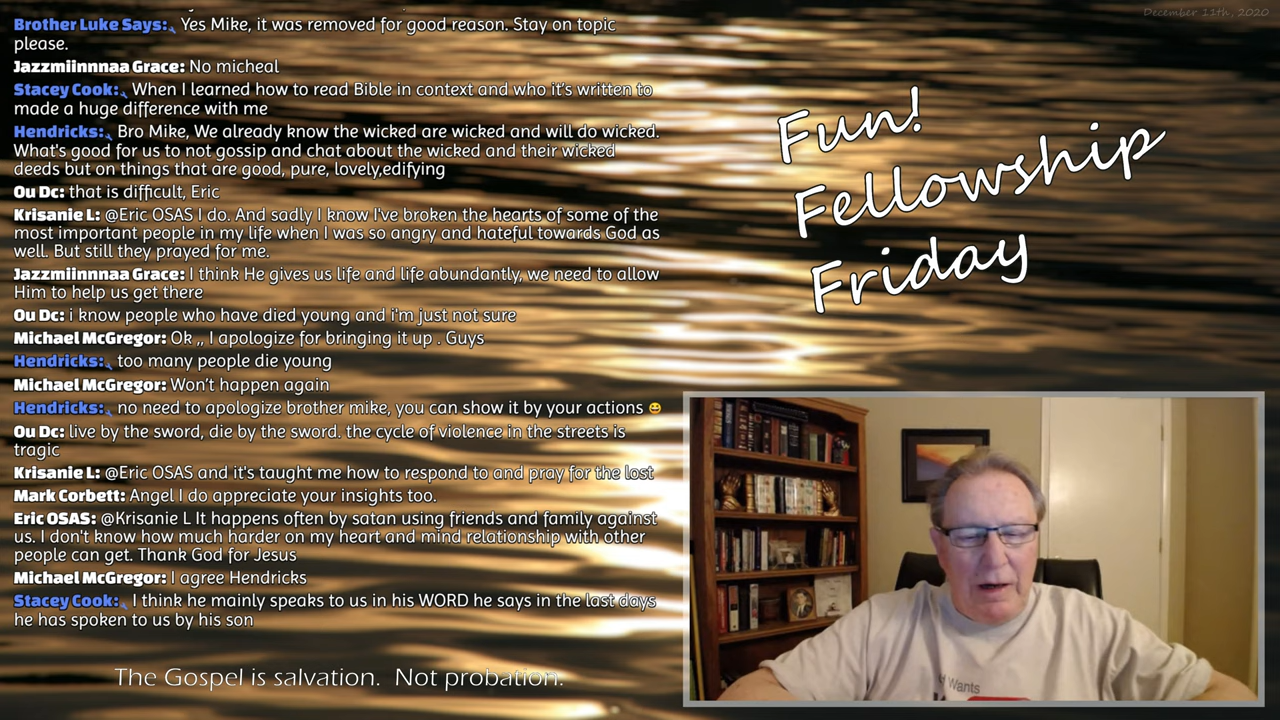 December 11th, 2020
Brother Luke Says: Yes Mike, it was removed for good reason. Stay on topic
please.
Jazzmiinnnaa Grace: No micheal
Stacey Cook: When I learned how to read Bible in context and who it's written to
made a huge difference with me
Hendricks: Bro Mike, We already know the wicked are wicked and will do wicked.
What's good for us to not gossip and chat about the wicked and their wicked
deeds but on things that are good, pure, lovely,edifying
Ou Dc: that is difficult, Eric
Krisanie L: @Eric OSAS I do. And sadly I know I've broken the hearts of some of the
most important people in my life when I was so angry and hateful towards God as
well. But still they prayed for me.
Jazzmiinnnaa Grace: I think He gives us life and life abundantly, we need to allow
Him to help us get there
Ou Dc: i know people who have died young and i'm just not sure
Michael McGregor: Ok ,, I apologize for bringing it up . Guys
Hendricks: too many people die young
Michael McGregor: Won't happen again
Hendricks: no need to apologize brother mike, you can show it by your actions 😆
Ou Dc: live by the sword, die by the sword. the cycle of violence in the streets is
tragic
Krisanie L: @Eric OSAS and it's taught me how to respond to and pray for the lost
Mark Corbett: Angel I do appreciate your insights too.
Eric OSAS: @Krisanie L It happens often by satan using friends and family against
us. I don't know how much harder on my heart and mind relationship with other
people can get. Thank God for Jesus
Michael McGregor: I agree Hendricks
Stacey Cook: I think he mainly speaks to us in his WORD he says in the last days
he has spoken to us by his son
The Gospel is salvation. Not probation.
Fun!
Fellowship
Friday
Wants